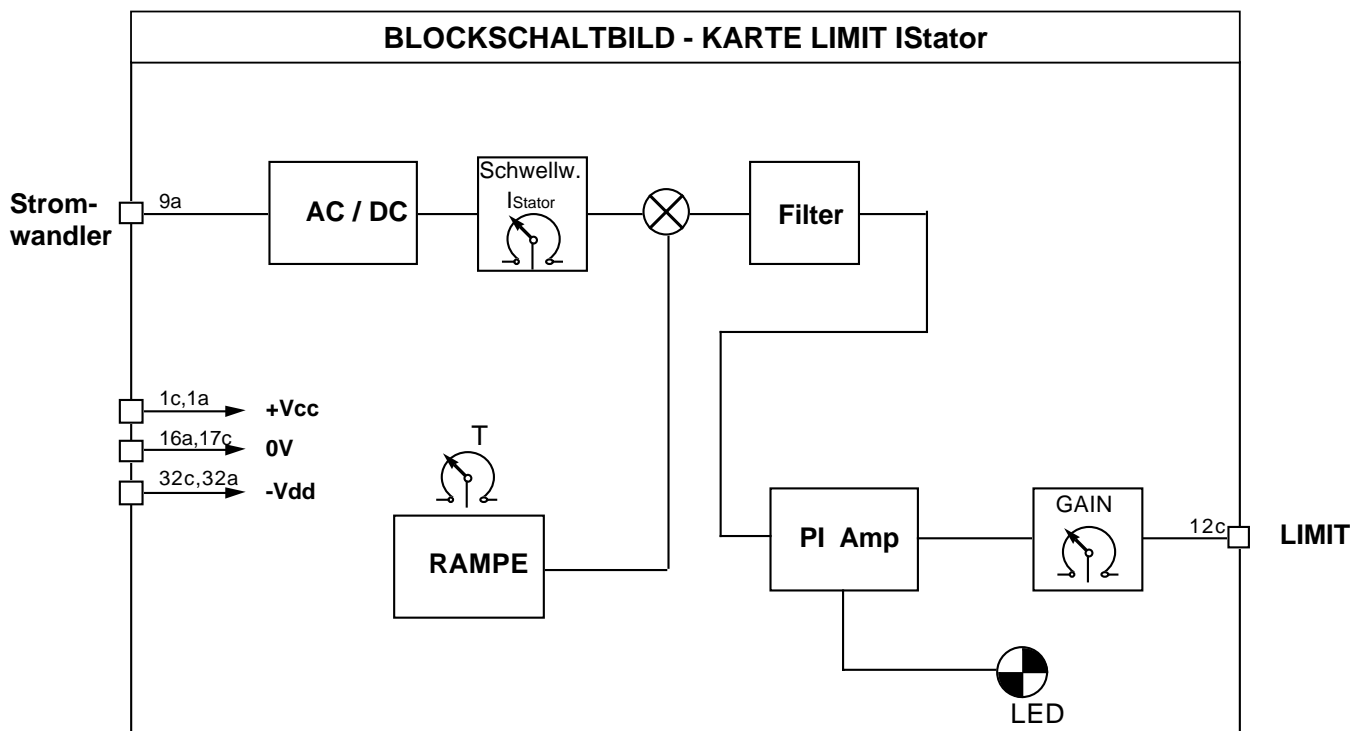 BLOCKSCHALTBILD - KARTE LIMIT IStator
Strom-
wandler
9a
AC / DC
Schwellw.
IStator
Filter
1c,1a
+Vcc
16a,17c
0V
32c,32a
-Vdd
T
RAMPE
PI Amp
GAIN
12c
LIMIT
LED